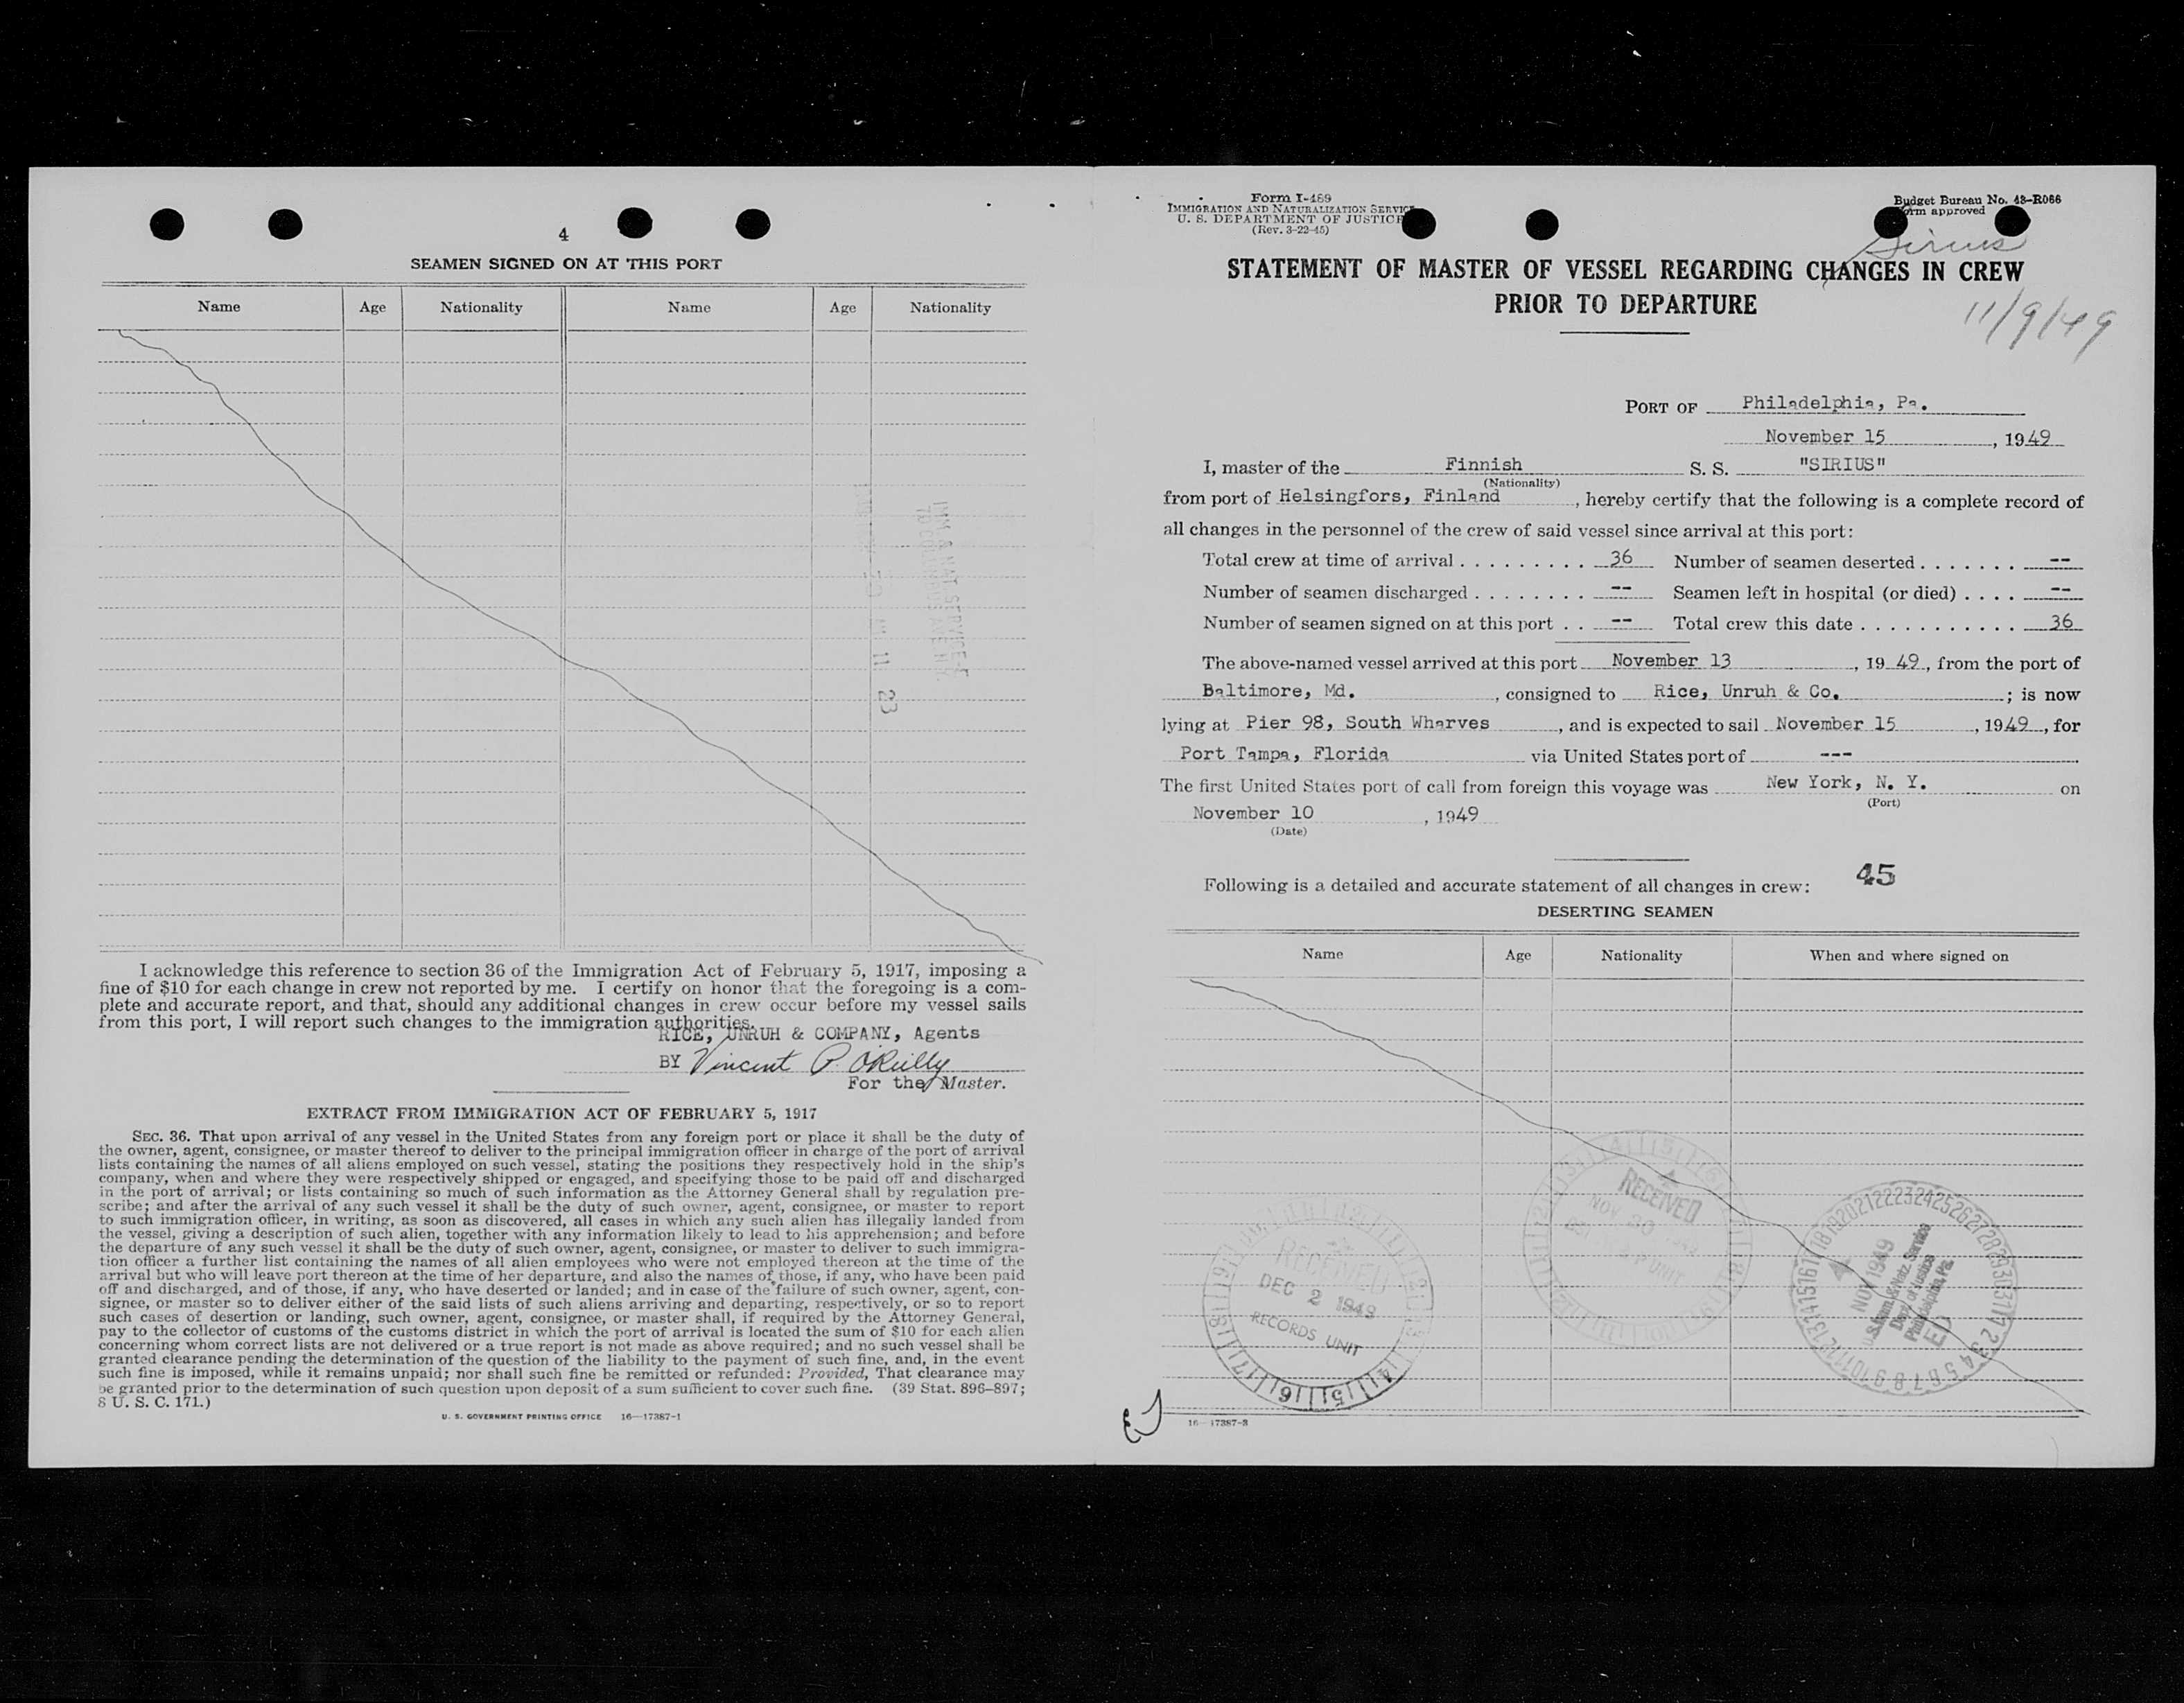 4
SEAMEN SIGNED ON AT THIS PORT
Name Age Nationality Name Age Nationality
IMM & NAT SERVICE
11 23
I acknowledge this reference to section 36 of the Immigration Act of February 5, 1917, imposing a
fine of $10 for each change in crew not reported by me. I certify on honor that the foregoing is a com-
plete and accurate report, and that, should any additional changes in crew occur before my vessel sails
from this port, I will report such changes to the immigration authorities.
RICE, UNRUH & COMPANY, Agents
BY Vincent P. O'Reilly
For the Master.
EXTRACT FROM IMMIGRATION ACT OF FEBRUARY 5, 1917
SEC. 36. That upon arrival of any vessel in the United States from any foreign port or place it shall be the duty of
the owner, agent, consignee, or master thereof to deliver to the principal immigration officer in charge of the port of arrival
lists containing the names of all aliens employed on such vessel, stating the positions they respectively hold in the ship's
company, when and where they were respectively shipped or engaged, and specifying those to be paid off and discharged
in the port of arrival; or lists containing so much of such information as the Attorney General shall by regulation pre-
scribe; and after the arrival of any such vessel it shall be the duty of such owner, agent, consignee, or master to report
to such immigration officer, in writing, as soon as discovered, all cases in which any such alien has illegally landed from
the vessel, giving a description of such alien, together with any information likely to lead to his apprehension; and before
the departure of any such vessel it shall be the duty of such owner, agent, consignee, or master to deliver to such immigra-
tion officer a further list containing the names of all alien employees who were not employed thereon at the time of the
arrival but who will leave port thereon at the time of her departure, and also the names of those, if any, who have been paid
off and discharged, and of those, if any, who have deserted or landed; and in case of the failure of such owner, agent, con-
signee, or master so to deliver either of the said lists of such aliens arriving and departing, respectively, or so to report
such cases of desertion or landing, such owner, agent, consignee, or master shall, if required by the Attorney General,
pay to the collector of customs of the customs district in which the port of arrival is located the sum of $10 for each alien
concerning whom correct lists are not delivered or a true report is not made as above required; and no such vessel shall be
granted clearance pending the determination of the question of the liability to the payment of such fine, and, in the event
such fine is imposed, while it remains unpaid; nor shall such fine be remitted or refunded: Provided, That clearance may
be granted prior to the determination of such question upon deposit of a sum sufficient to cover such fine. (39 Stat. 896-897;
8 U. S. C. 171.)
U. S. GOVERNMENT PRINTING OFFICE 16—17387-1
Form I-489
IMMIGRATION AND NATURALIZATION SERVICE
U. S. DEPARTMENT OF JUSTICE
(Rev. 3-22-45)
Budget Bureau No. 43-R066
Form approved
Sirius
STATEMENT OF MASTER OF VESSEL REGARDING CHANGES IN CREW
PRIOR TO DEPARTURE
11/9/49
PORT OF Philadelphia, Pa.
November 15, 1949
I, master of the Finnish S. S. "SIRIUS"
(Nationality)
from port of Helsingfors, Finland, hereby certify that the following is a complete record of
all changes in the personnel of the crew of said vessel since arrival at this port:
Total crew at time of arrival . . . . . . . . . 36 Number of seamen deserted . . . . . . . --
Number of seamen discharged . . . . . . . . -- Seamen left in hospital (or died) . . . . --
Number of seamen signed on at this port . . -- Total crew this date . . . . . . . . . . . 36
The above-named vessel arrived at this port November 13, 1949, from the port of
Baltimore, Md., consigned to Rice, Unruh & Co.; is now
lying at Pier 98, South Wharves, and is expected to sail November 15, 1949, for
Port Tampa, Florida via United States port of ---
The first United States port of call from foreign this voyage was New York, N. Y. on
(Port)
November 10, 1949
(Date)
45
Following is a detailed and accurate statement of all changes in crew:
DESERTING SEAMEN
Name Age Nationality When and where signed on
RECEIVED
NOV 30
RECEIVED
DEC 2 1949
RECORDS UNIT
NOV 1949
Dept. of Justice
Philadelphia, Pa.
16—17387-3